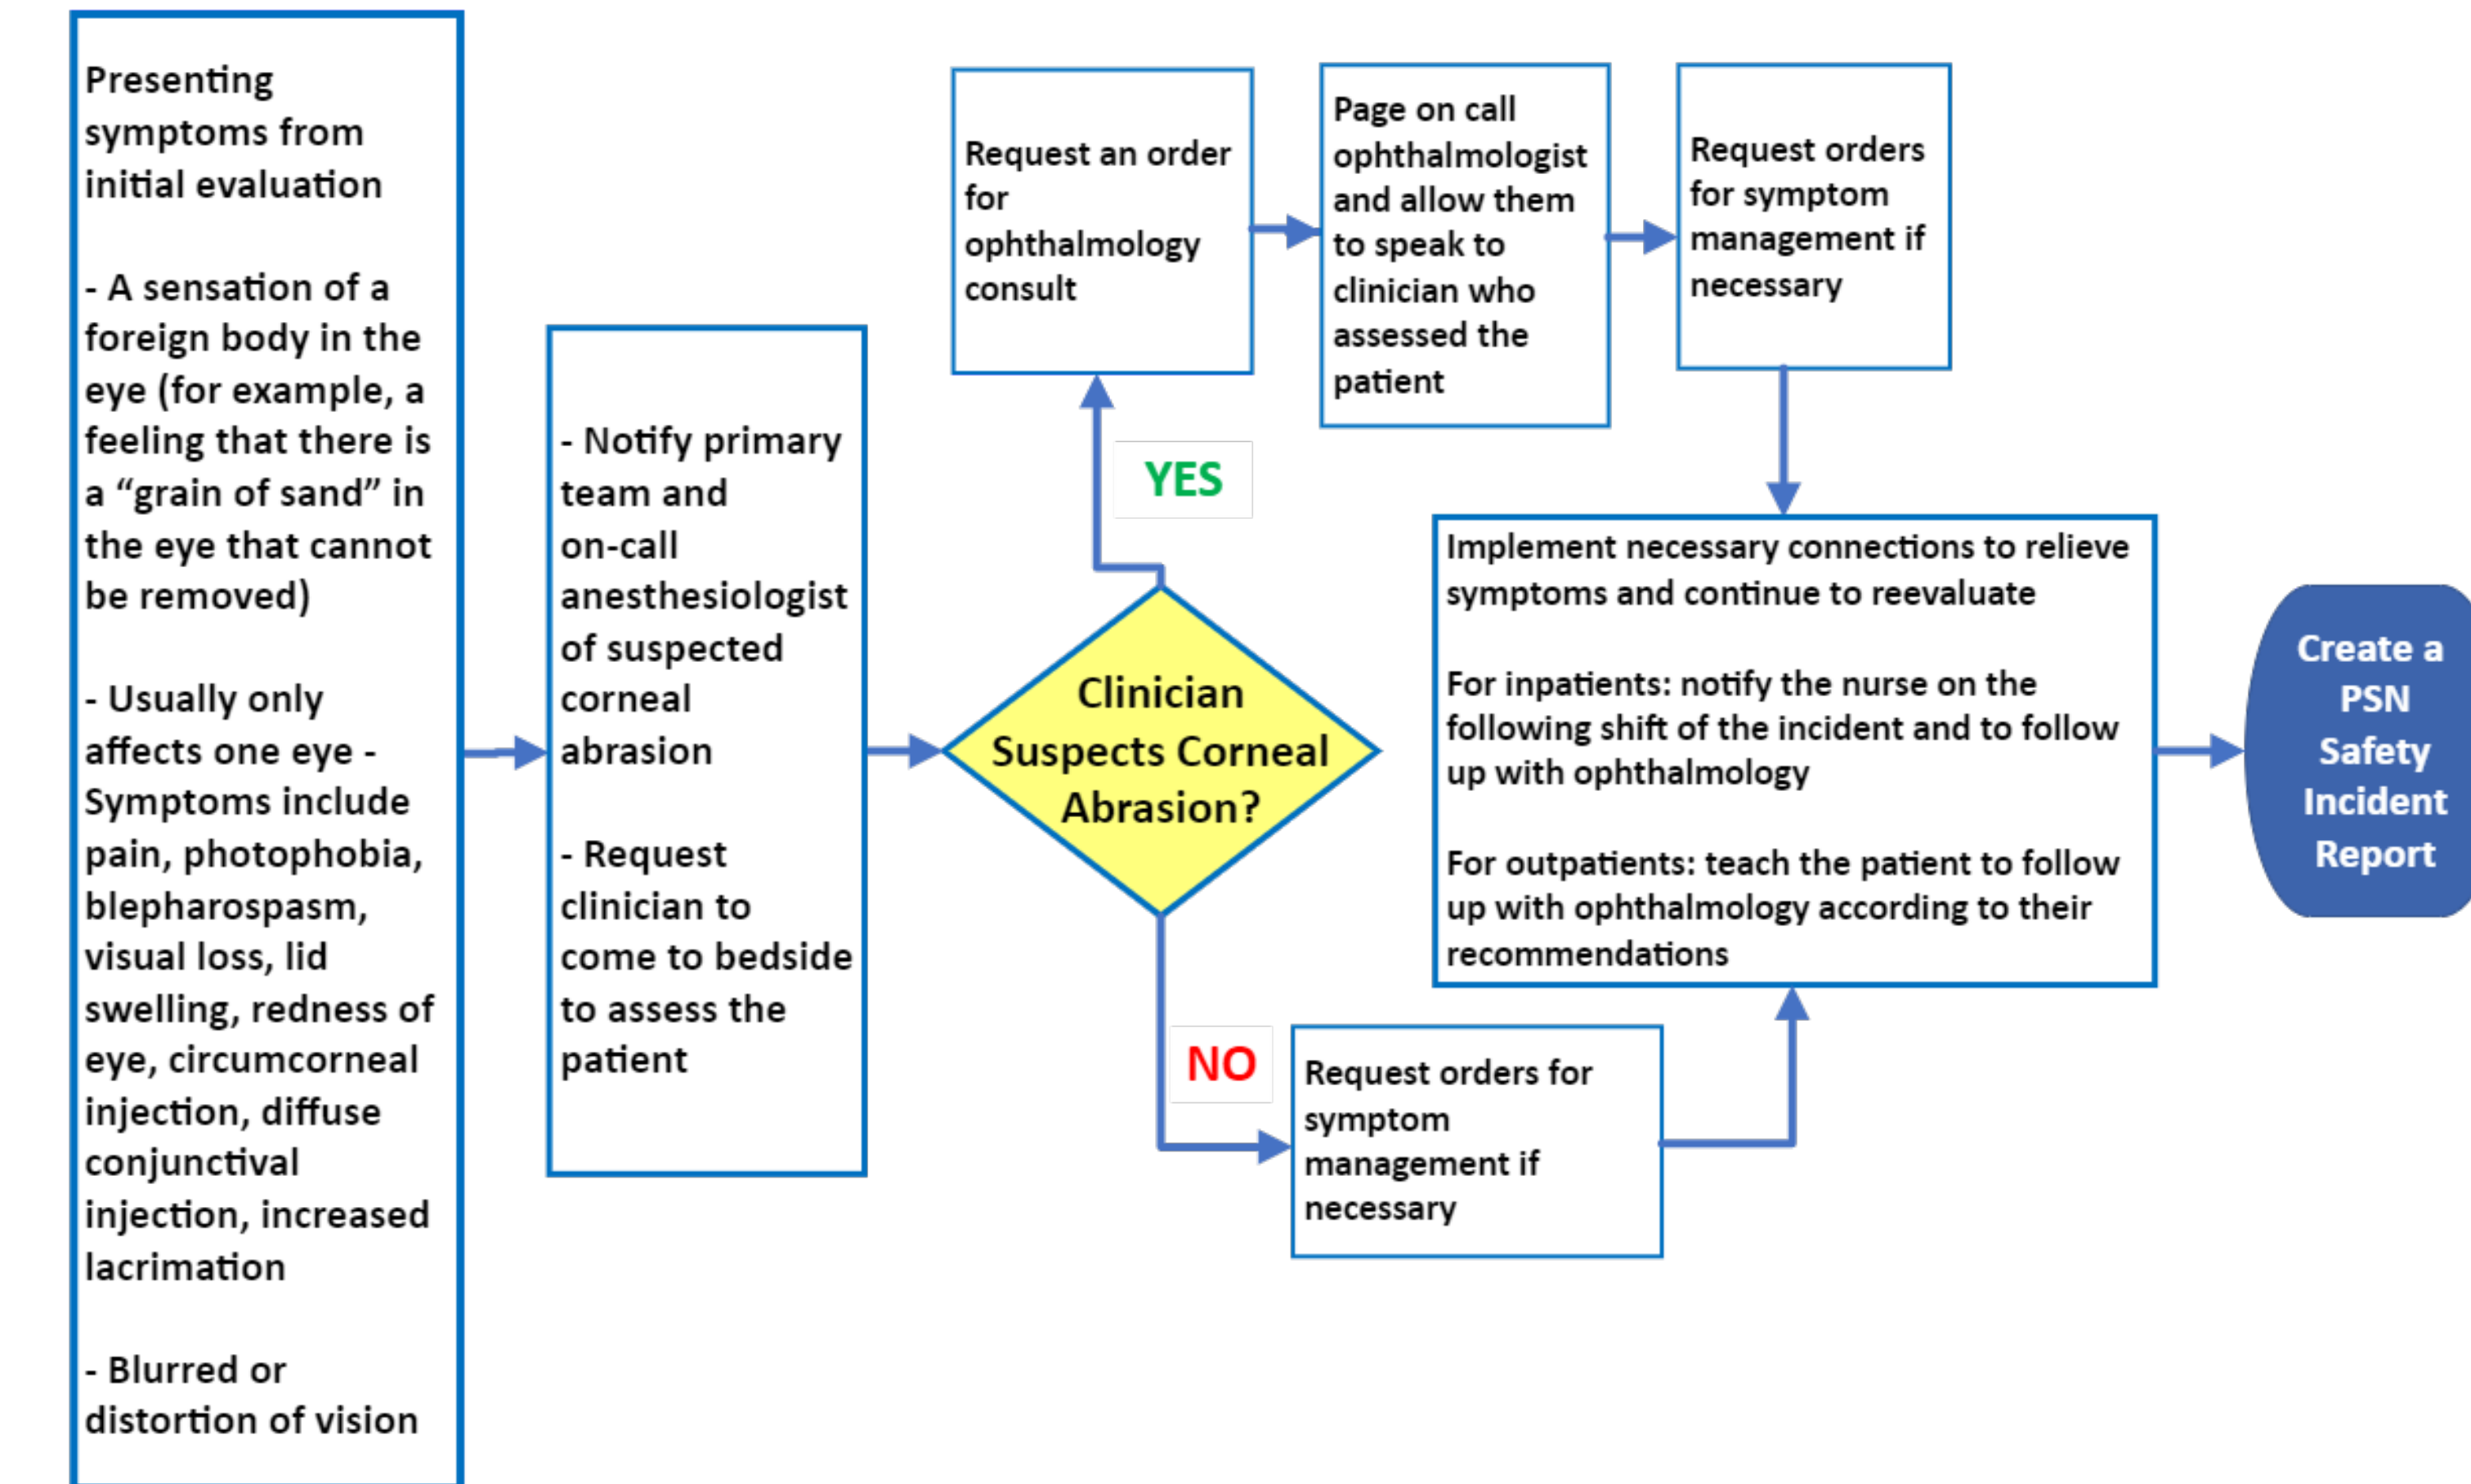 Presenting
symptoms from
initial evaluation
- A sensation of a
foreign body in the
eye (for example, a
feeling that there is
a “grain of sand” in
the eye that cannot
be removed)
- Usually only
affects one eye -
Symptoms include
pain, photophobia,
blepharospasm,
visual loss, lid
swelling, redness of
eye, circumcorneal
injection, diffuse
conjunctival
injection, increased
lacrimation
- Blurred or
distortion of vision
- Notify primary
team and
on-call
anesthesiologist
of suspected
corneal
abrasion
- Request
clinician to
come to bedside
to assess the
patient
Clinician
Suspects Corneal
Abrasion?
YES
Request an order
for
ophthalmology
consult
Page on call
ophthalmologist
and allow them
to speak to
clinician who
assessed the
patient
Request orders
for symptom
management if
necessary
NO
Request orders for
symptom
management if
necessary
Implement necessary connections to relieve
symptoms and continue to reevaluate
For inpatients: notify the nurse on the
following shift of the incident and to follow
up with ophthalmology
For outpatients: teach the patient to follow
up with ophthalmology according to their
recommendations
Create a
PSN
Safety
Incident
Report